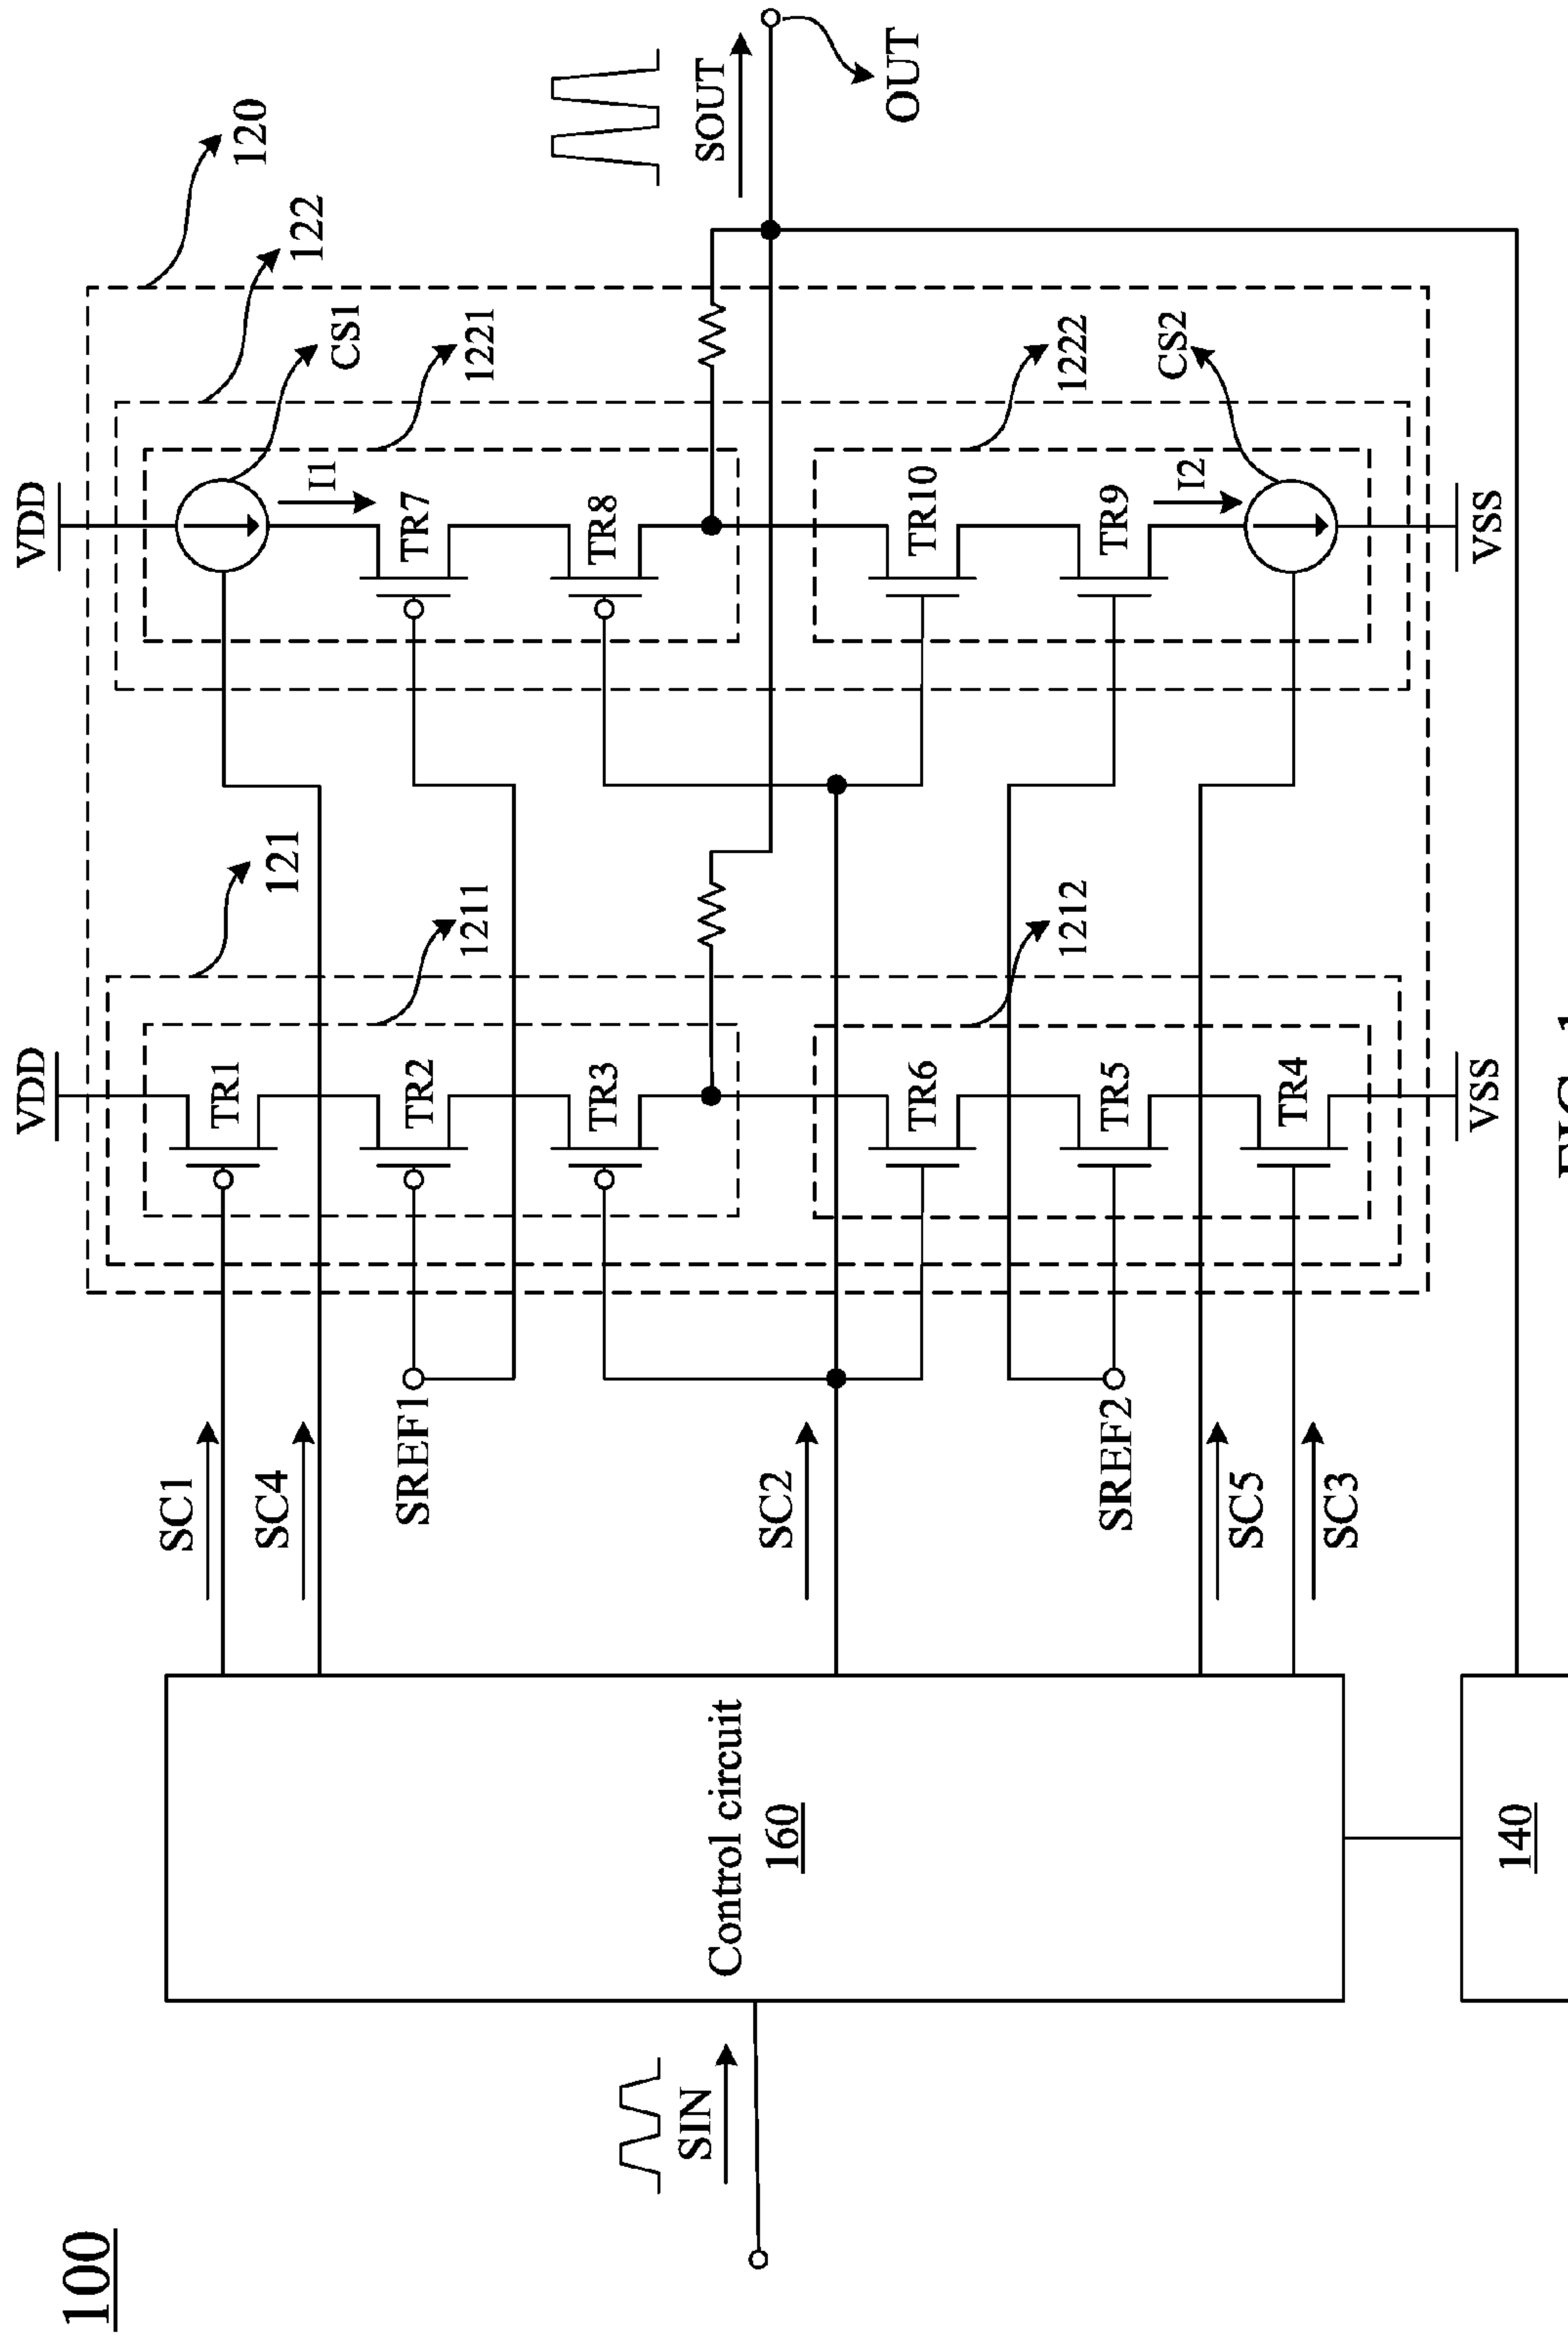 100
SIN
Control circuit
160
140
SC1
SC4
SREF1
SC2
SREF2
SC5
SC3
VDD
121
1211
TR1
TR2
TR3
TR6
TR5
TR4
1212
VSS
VDD
120
122
CS1
I1
1221
TR7
TR8
TR10
TR9
1222
I2
CS2
VSS
SOUT
OUT